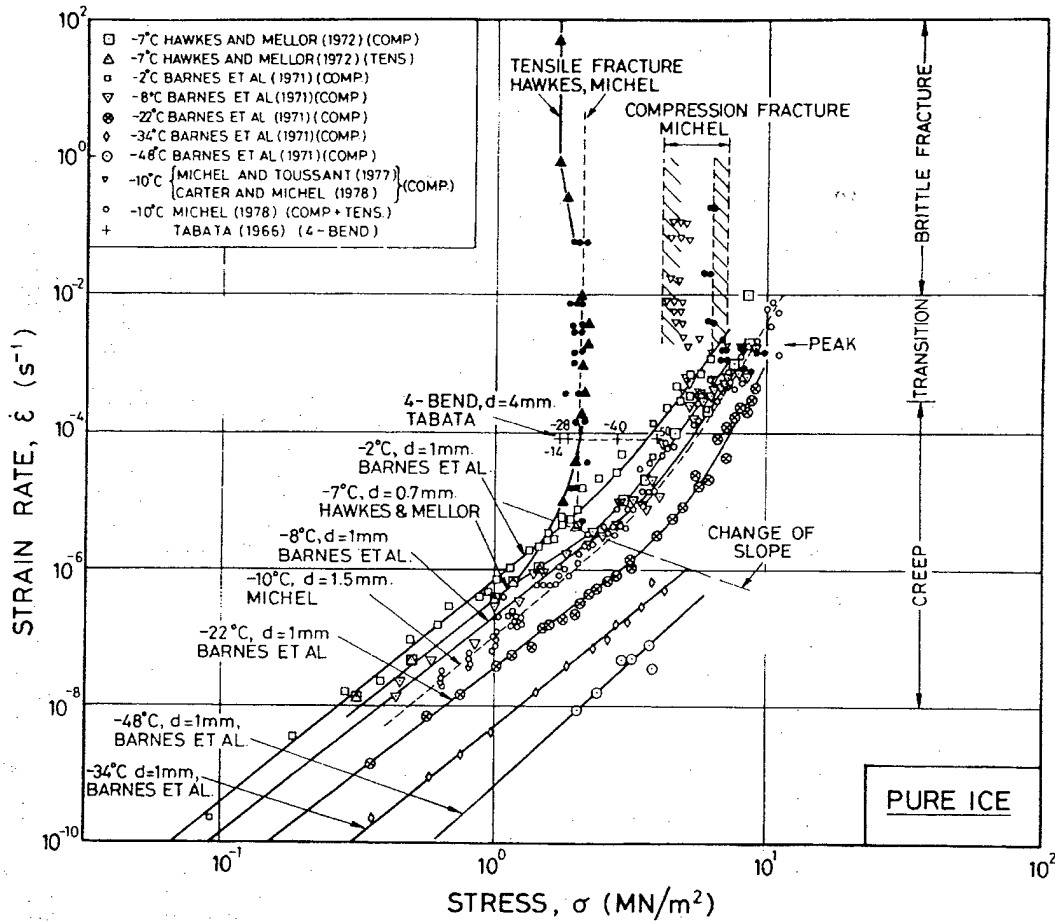 10²
10⁰
10⁻²
10⁻⁴
10⁻⁶
10⁻⁸
10⁻¹⁰
STRAIN RATE, ε̇ (s⁻¹)
-7°C HAWKES AND MELLOR (1972) (COMP)
-7°C HAWKES AND MELLOR (1972) (TENS)
-2°C BARNES ET AL (1971) (COMP.)
-8°C BARNES ET AL (1971) (COMP.)
-22°C BARNES ET AL (1971) (COMP.)
-34°C BARNES ET AL (1971) (COMP.)
-48°C BARNES ET AL (1971) (COMP.)
-10°C { MICHEL AND TOUSSANT (1977)
CARTER AND MICHEL (1978) } (COMP.)
-10°C MICHEL (1978) (COMP + TENS.)
TABATA (1966) (4-BEND)
TENSILE FRACTURE
HAWKES, MICHEL
COMPRESSION FRACTURE
MICHEL
BRITTLE FRACTURE
TRANSITION
CREEP
PEAK
4-BEND, d=4mm.
TABATA
-28
-14
-40
-50
-2°C, d=1mm.
BARNES ET AL.
-7°C, d=0.7mm.
HAWKES & MELLOR
-8°C, d=1mm
BARNES ET AL.
-10°C, d=1.5mm.
MICHEL
-22°C, d=1mm
BARNES ET AL
-48°C, d=1mm,
BARNES ET AL.
-34°C d=1mm,
BARNES ET AL.
CHANGE OF
SLOPE
PURE ICE
10⁻¹
10⁰
10¹
10²
STRESS, σ (MN/m²)